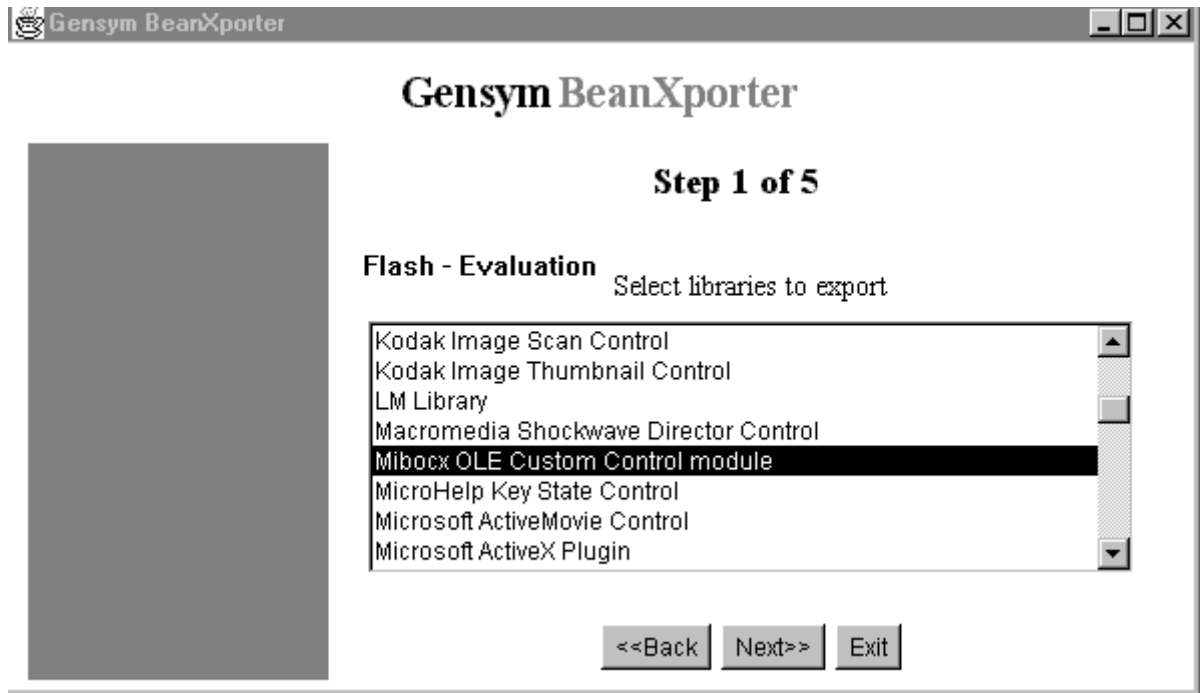 Gensym BeanXporter
Gensym BeanXporter
Step 1 of 5
Flash - Evaluation
Select libraries to export
Kodak Image Scan Control
Kodak Image Thumbnail Control
LM Library
Macromedia Shockwave Director Control
Mibocx OLE Custom Control module
MicroHelp Key State Control
Microsoft ActiveMovie Control
Microsoft ActiveX Plugin
<<Back Next>> Exit